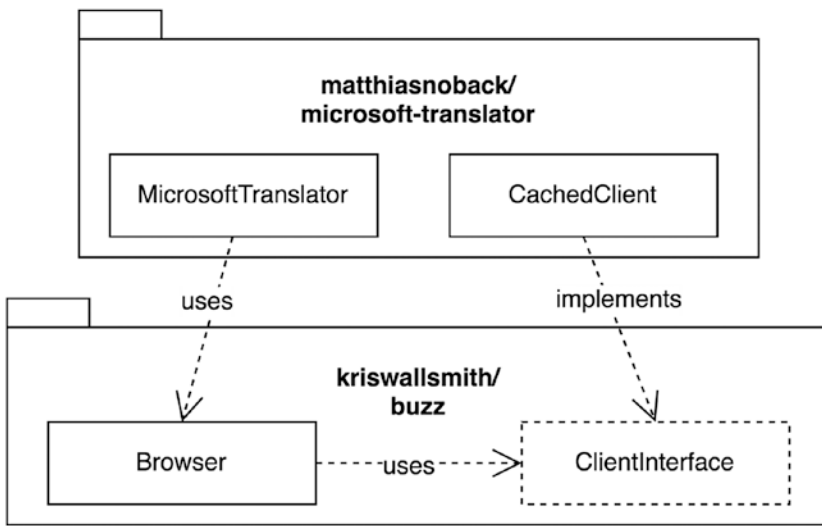 matthiasnoback/
microsoft-translator
MicrosoftTranslator
CachedClient
uses
implements
kriswallsmith/
buzz
Browser
uses
ClientInterface